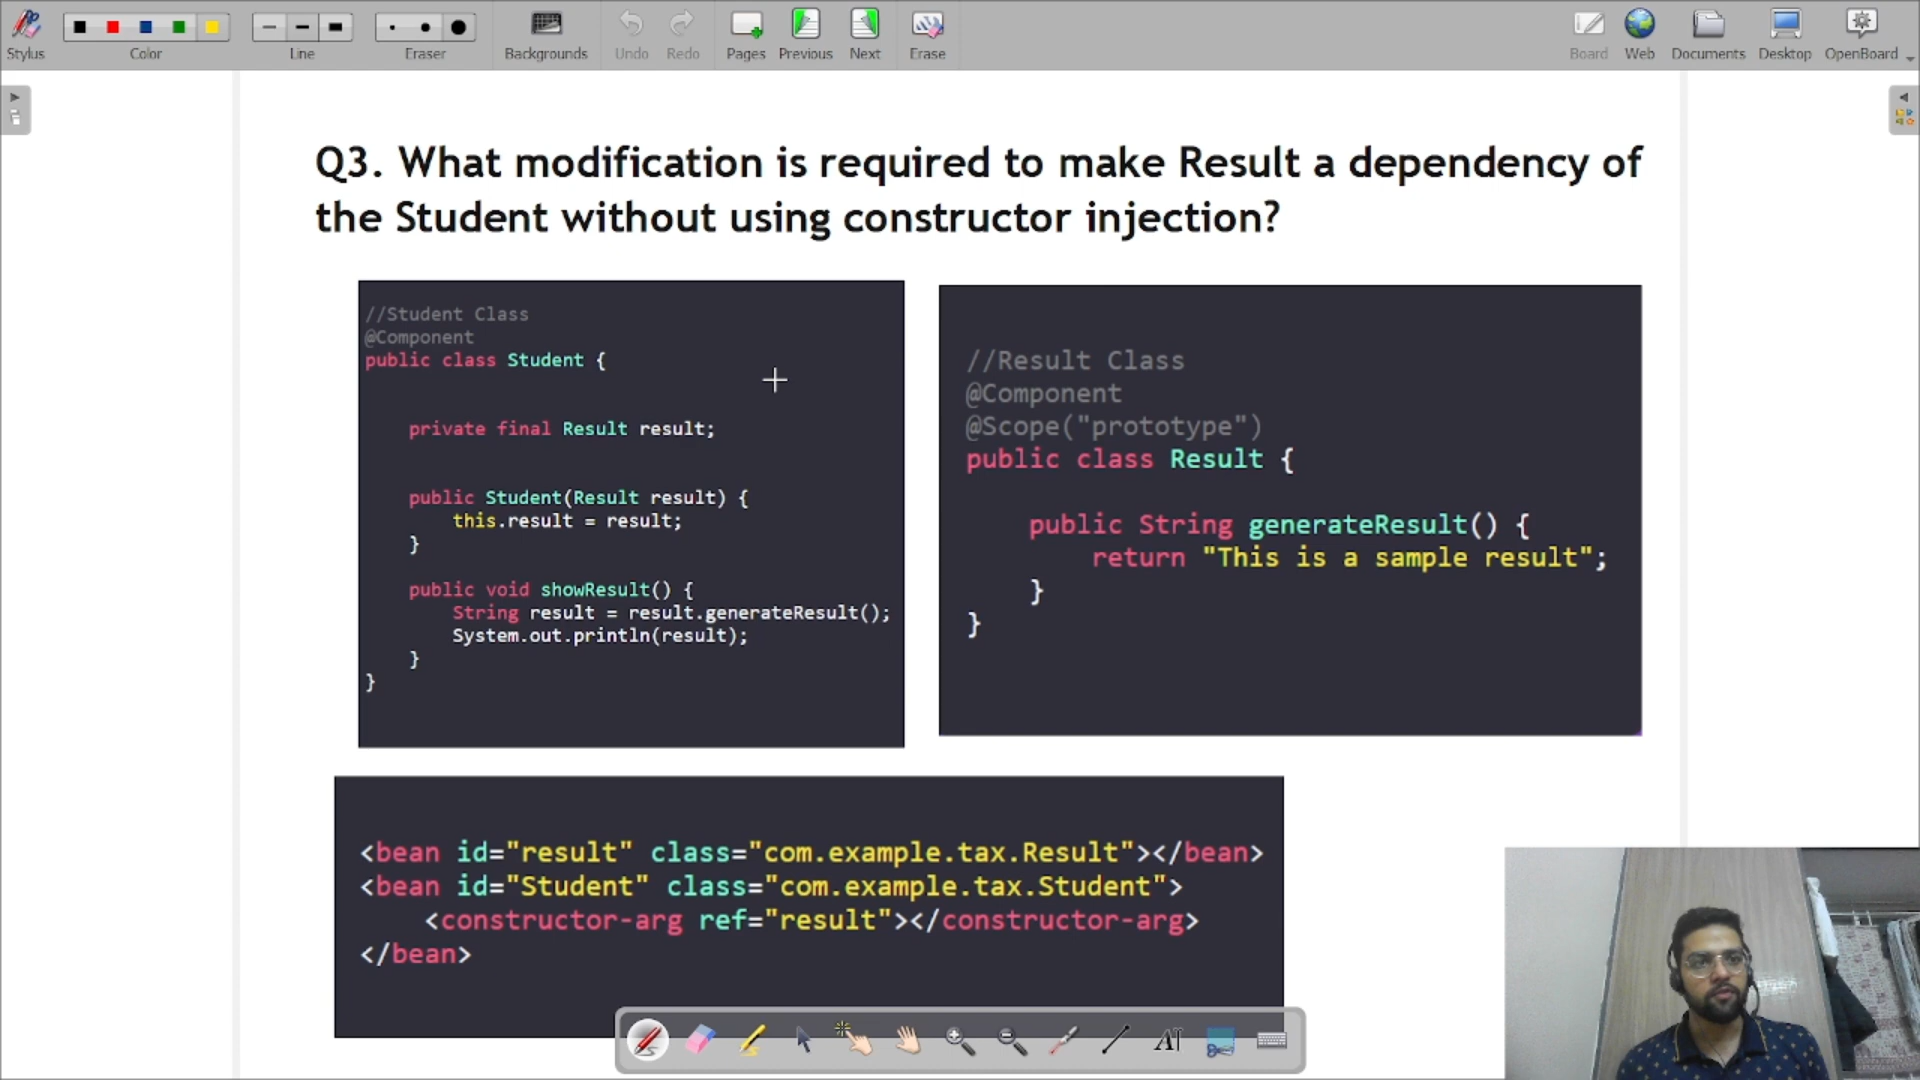 Stylus
Color
Line
Eraser
Backgrounds
Undo
Redo
Pages
Previous
Next
Erase
Board
Web
Documents
Desktop
OpenBoard
Q3. What modification is required to make Result a dependency of
the Student without using constructor injection?
//Student Class
@Component
public class Student {
private final Result result;
public Student(Result result) {
this.result = result;
}
public void showResult() {
String result = result.generateResult();
System.out.println(result);
}
}
//Result Class
@Component
@Scope("prototype")
public class Result {
public String generateResult() {
return "This is a sample result";
}
}
<bean id="result" class="com.example.tax.Result"></bean>
<bean id="Student" class="com.example.tax.Student">
<constructor-arg ref="result"></constructor-arg>
</bean>